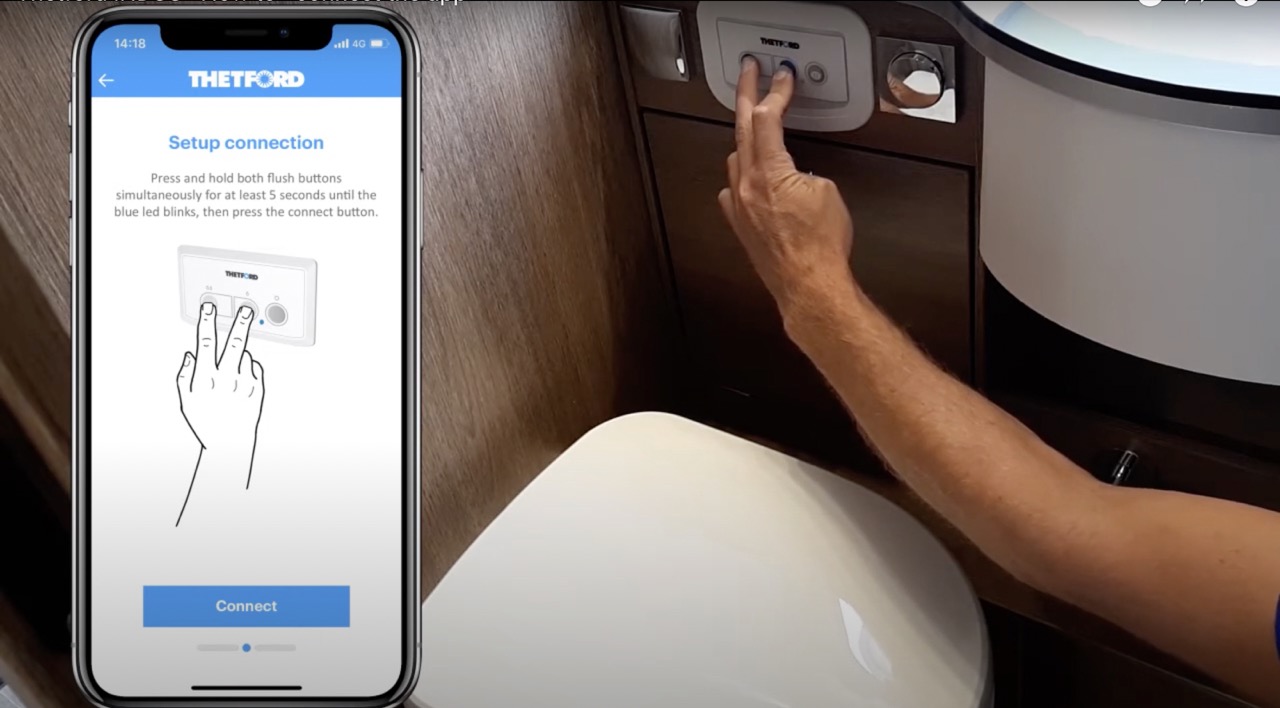 14:18
4G
THETFORD
Setup connection
Press and hold both flush buttons
simultaneously for at least 5 seconds until the
blue led blinks, then press the connect button.
THETFORD
Connect
THETFORD